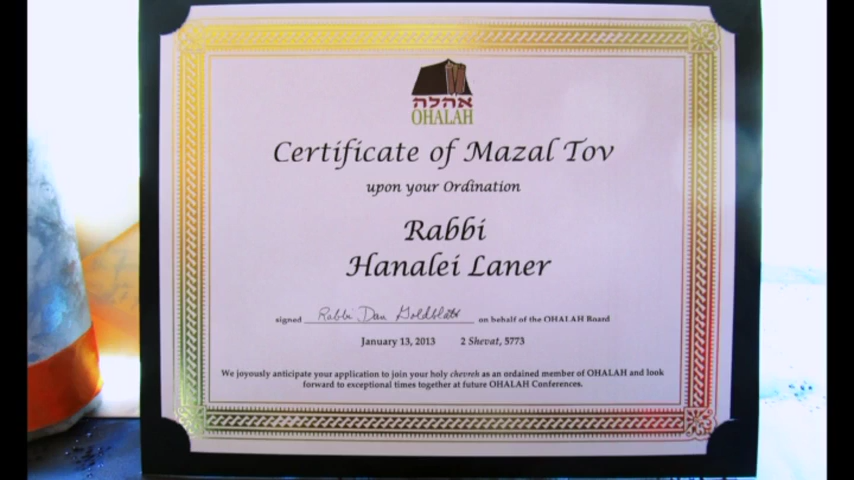 אהלה
OHALAH
Certificate of Mazal Tov
upon your Ordination
Rabbi
Hanalei Laner
signed Rabbi Dan Goldblatt on behalf of the OHALAH Board
January 13, 2013 2 Shevat, 5773
We joyously anticipate your application to join your holy chevreh as an ordained member of OHALAH and look
forward to exceptional times together at future OHALAH Conferences.